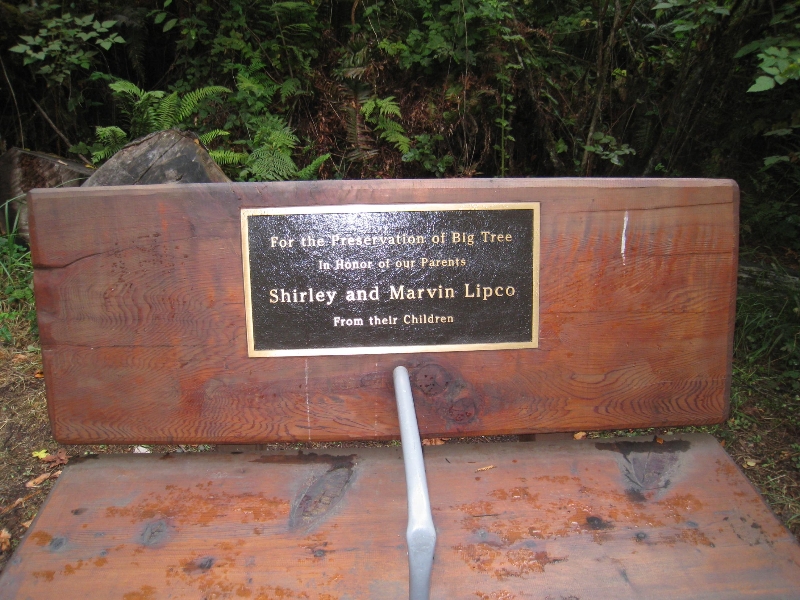 For the Preservation of Big Tree
In Honor of our Parents
Shirley and Marvin Lipco
From their Children